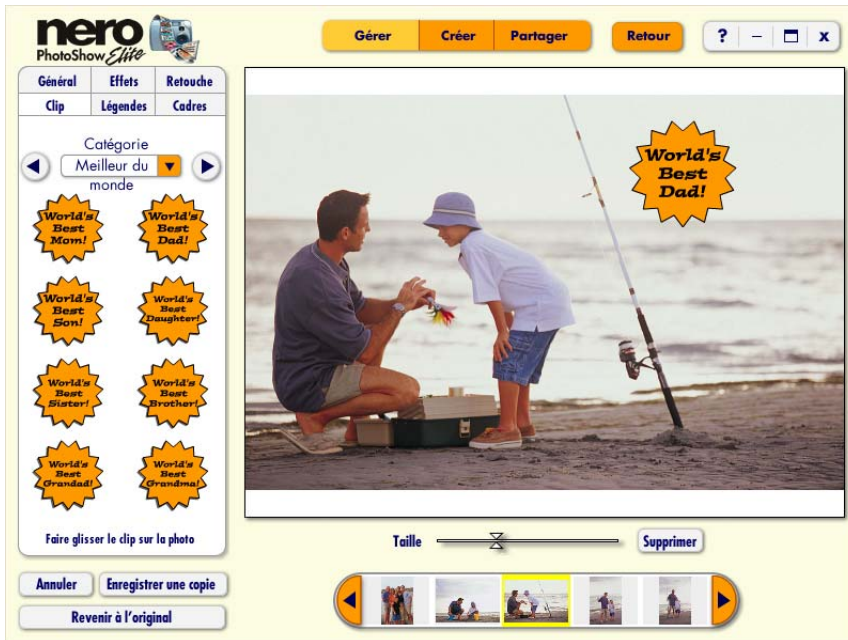 nero
PhotoShow Elite
Gérer
Créer
Partager
Retour
?
–
x
Général
Effets
Retouche
Clip
Légendes
Cadres
Catégorie
Meilleur du
monde
World's
Best
Mom!
World's
Best
Dad!
World's
Best
Son!
World's
Best
Daughter!
World's
Best
Sister!
World's
Best
Brother!
World's
Best
Grandad!
World's
Best
Grandma!
Faire glisser le clip sur la photo
Annuler
Enregistrer une copie
Revenir à l'original
World's
Best
Dad!
Taille
Supprimer